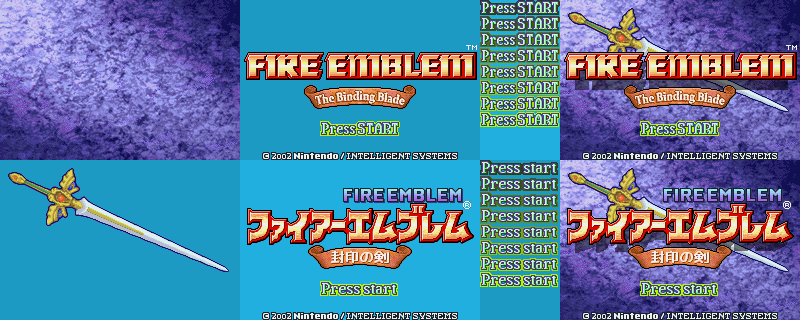 FIRE EMBLEM TM
The Binding Blade
Press START
© 2002 Nintendo / INTELLIGENT SYSTEMS
Press START
Press START
Press START
Press START
Press START
Press START
Press START
Press START
FIRE EMBLEM TM
The Binding Blade
Press START
© 2002 Nintendo / INTELLIGENT SYSTEMS
FIRE EMBLEM
ファイアーエムブレム®
封印の剣
Press start
© 2002 Nintendo / INTELLIGENT SYSTEMS
Press start
Press start
Press start
Press start
Press start
Press start
Press start
Press start
FIRE EMBLEM
ファイアーエムブレム®
封印の剣
Press start
© 2002 Nintendo / INTELLIGENT SYSTEMS